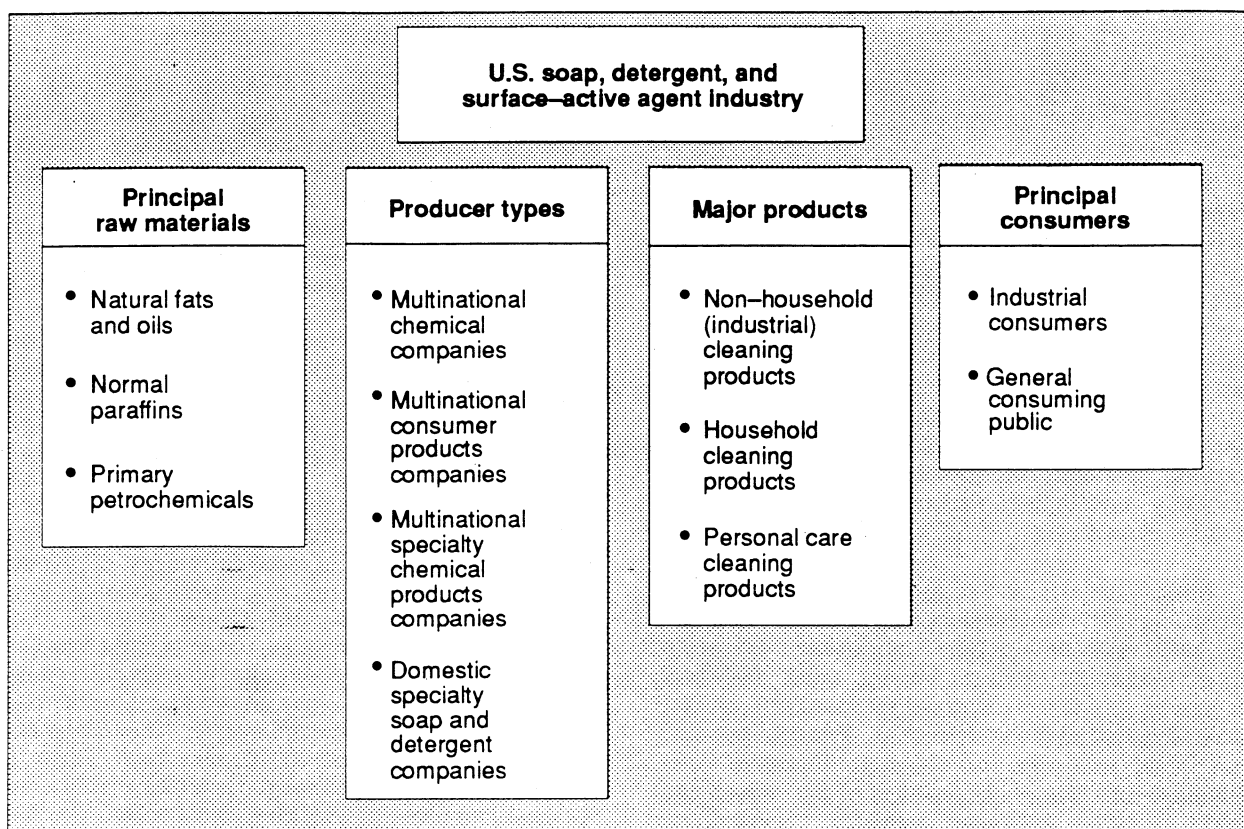 U.S. soap, detergent, and
surface–active agent industry
Principal
raw materials
• Natural fats
and oils
• Normal
paraffins
• Primary
petrochemicals
Producer types
• Multinational
chemical
companies
• Multinational
consumer
products
companies
• Multinational
specialty
chemical
products
companies
• Domestic
specialty
soap and
detergent
companies
Major products
• Non–household
(industrial)
cleaning
products
• Household
cleaning
products
• Personal care
cleaning
products
Principal
consumers
• Industrial
consumers
• General
consuming
public